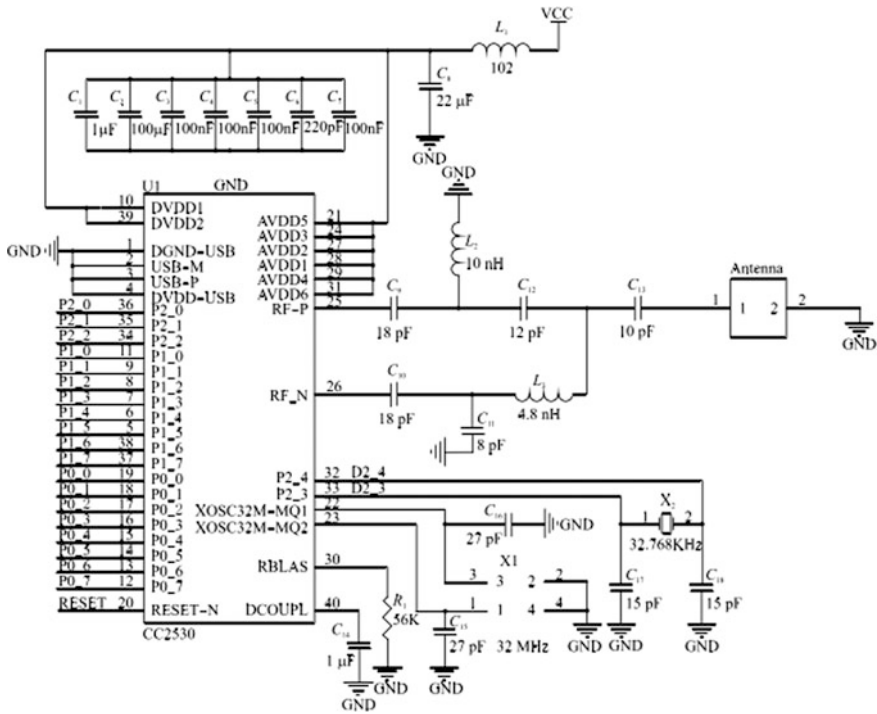 VCC
L1
102
C1 C2 C3 C4 C5 C6 C7
1μF 100μF 100nF 100nF 100nF 220pF 100nF
C8
22 μF
GND
GND
U1 GND
10 DVDD1
39 DVDD2
GND 1 DGND-USB
2 USB-M
3 USB-P
4 DVDD-USB
P2_0 36 P2_0
P2_1 35 P2_1
P2_2 34 P2_2
P1_0 11 P1_0
P1_1 9 P1_1
P1_2 8 P1_2
P1_3 7 P1_3
P1_4 6 P1_4
P1_5 5 P1_5
P1_6 38 P1_6
P1_7 37 P1_7
P0_0 19 P0_0
P0_1 18 P0_1
P0_2 17 P0_2
P0_3 16 P0_3
P0_4 15 P0_4
P0_5 14 P0_5
P0_6 13 P0_6
P0_7 12 P0_7
RESET 20 RESET-N
CC2530
AVDD5 21
AVDD3 24
AVDD2 27
AVDD1 28
AVDD4 29
AVDD6 31
RF-P 25
RF_N 26
P2_4 32 D2_4
P2_3 33 D2_3
XOSC32M-MQ1 22
XOSC32M-MQ2 23
RBLAS 30
DCOUPL 40
L2
10 nH
C9
18 pF
C12
12 pF
C13
10 pF
Antenna
1 1 2 2
GND
C10
18 pF
L3
4.8 nH
C11
8 pF
C16
27 pF
GND
X2
1 2
32.768KHz
X1
3 3 2 2
1 1 4 4
32 MHz
GND
C17
15 pF
GND
C18
15 pF
GND
R1
56K
GND
C15
27 pF
GND
C14
1 μF
GND